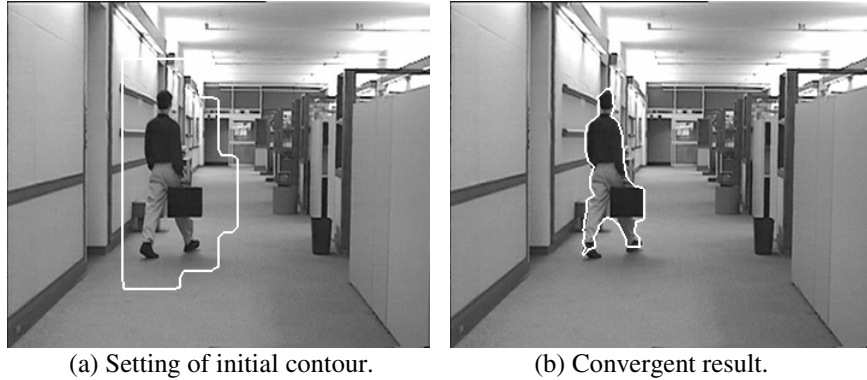 (a) Setting of initial contour.
(b) Convergent result.